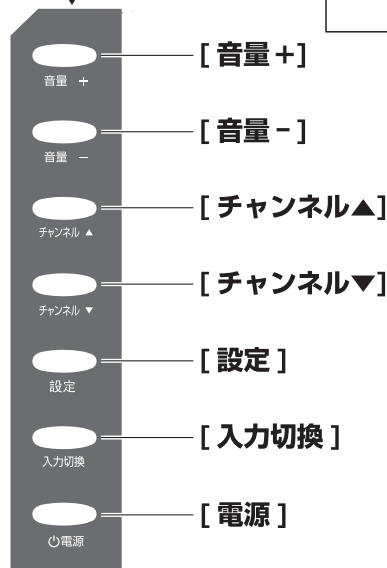 [ 音量＋]
音量 ＋
[ 音量－]
音量 －
[ チャンネル▲]
チャンネル ▲
[ チャンネル▼]
チャンネル ▼
[ 設定 ]
設定
[ 入力切換 ]
入力切換
[ 電源 ]
⏻電源